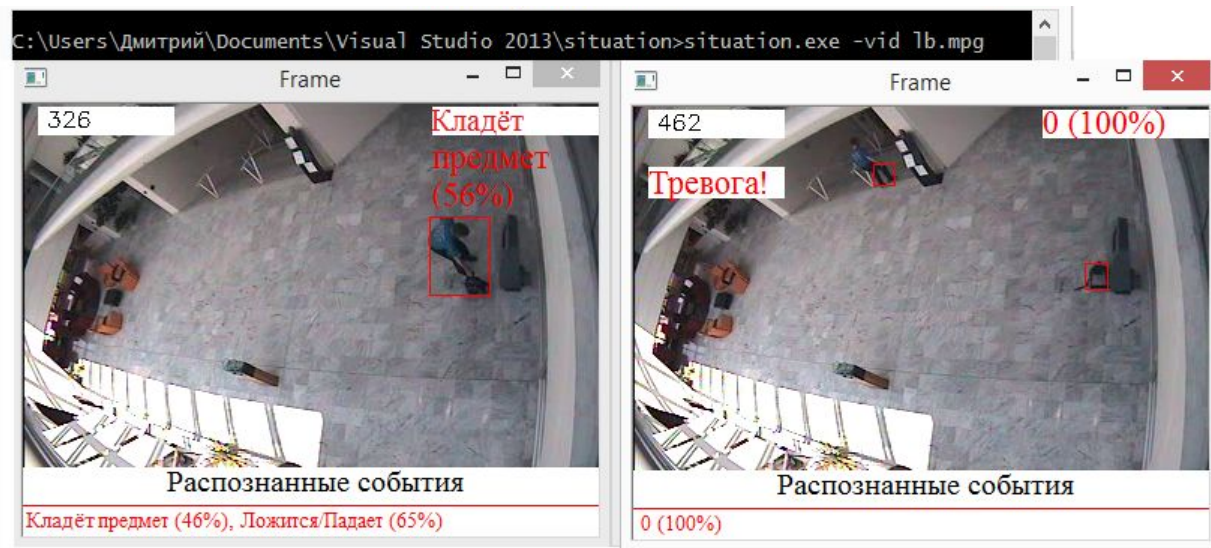 C:\Users\Дмитрий\Documents\Visual Studio 2013\situation>situation.exe -vid lb.mpg
Frame
326
Кладёт
предмет
(56%)
Распознанные события
Кладёт предмет (46%), Ложится/Падает (65%)
Frame
462
0 (100%)
Тревога!
Распознанные события
0 (100%)